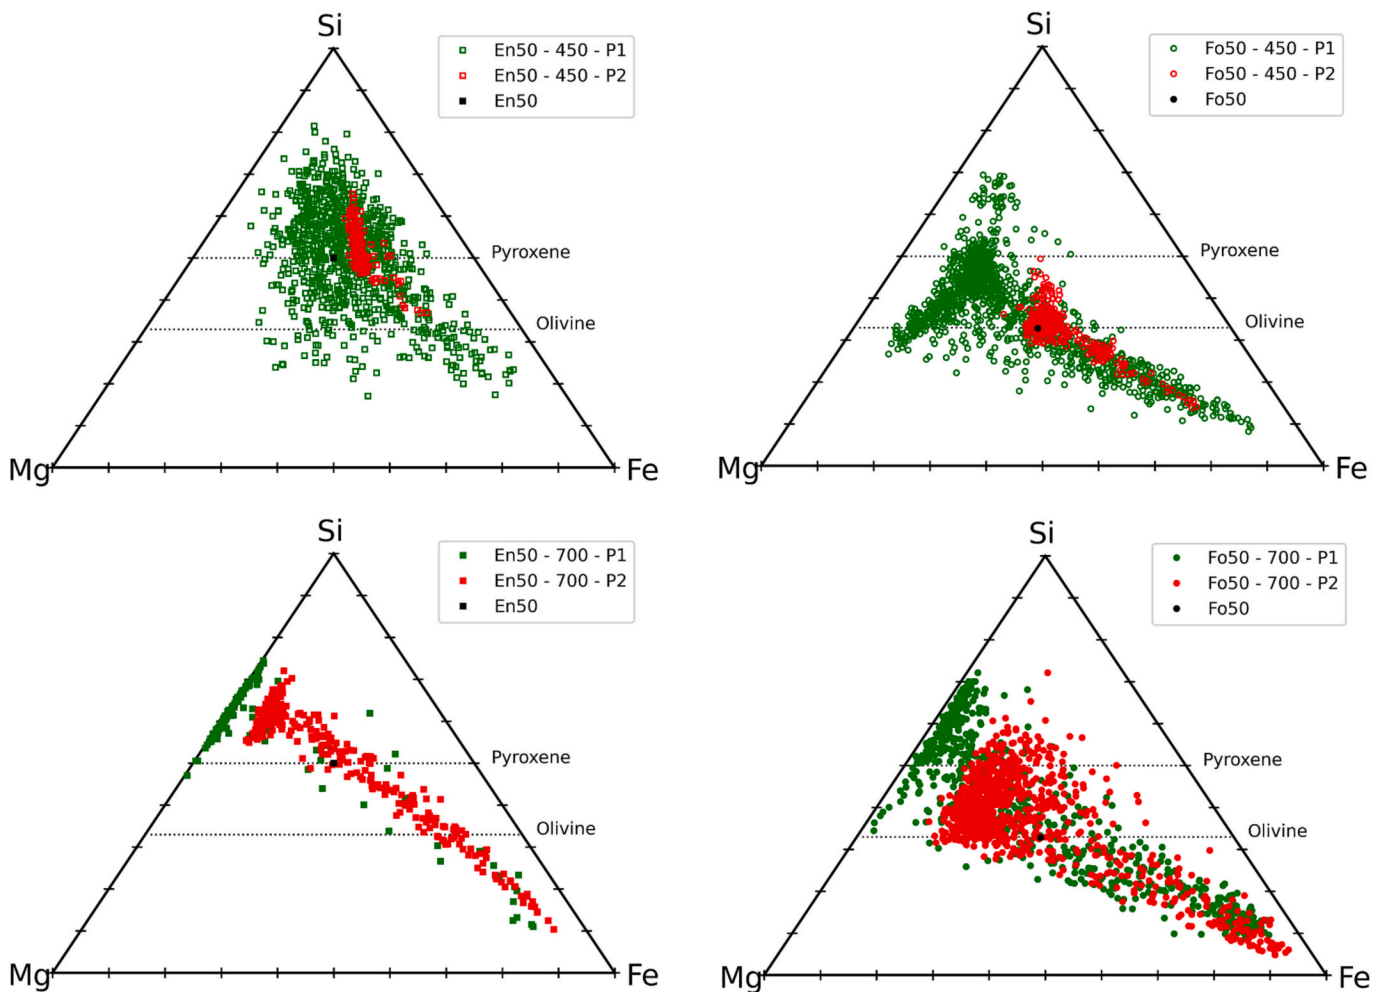 Si
En50 - 450 - P1
En50 - 450 - P2
En50
Pyroxene
Olivine
Mg
Fe
Si
Fo50 - 450 - P1
Fo50 - 450 - P2
Fo50
Pyroxene
Olivine
Mg
Fe
Si
En50 - 700 - P1
En50 - 700 - P2
En50
Pyroxene
Olivine
Mg
Fe
Si
Fo50 - 700 - P1
Fo50 - 700 - P2
Fo50
Pyroxene
Olivine
Mg
Fe